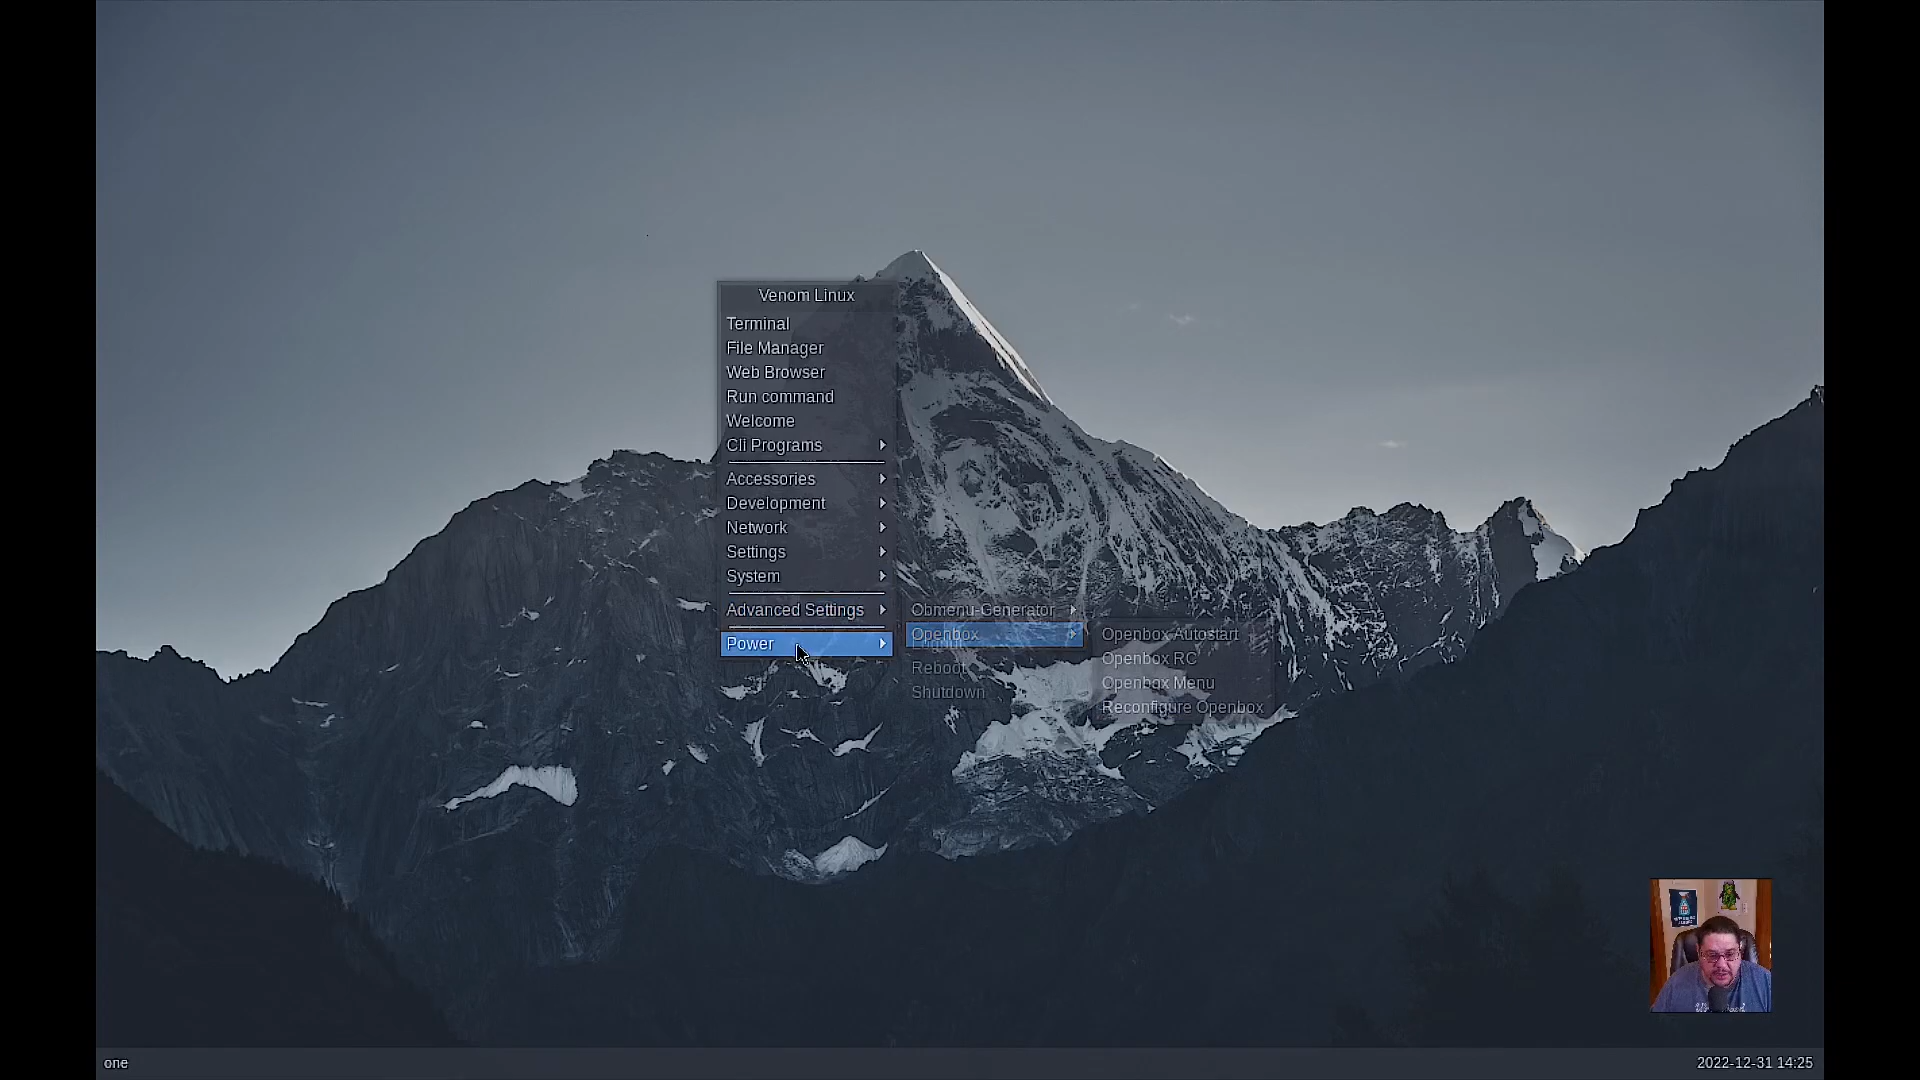 Venom Linux
Terminal
File Manager
Web Browser
Run command
Welcome
Cli Programs
Accessories
Development
Network
Settings
System
Advanced Settings
Power
Obmenu-Generator
Openbox
Logout
Reboot
Shutdown
Openbox Autostart
Openbox RC
Openbox Menu
Reconfigure Openbox
one
2022-12-31 14:25